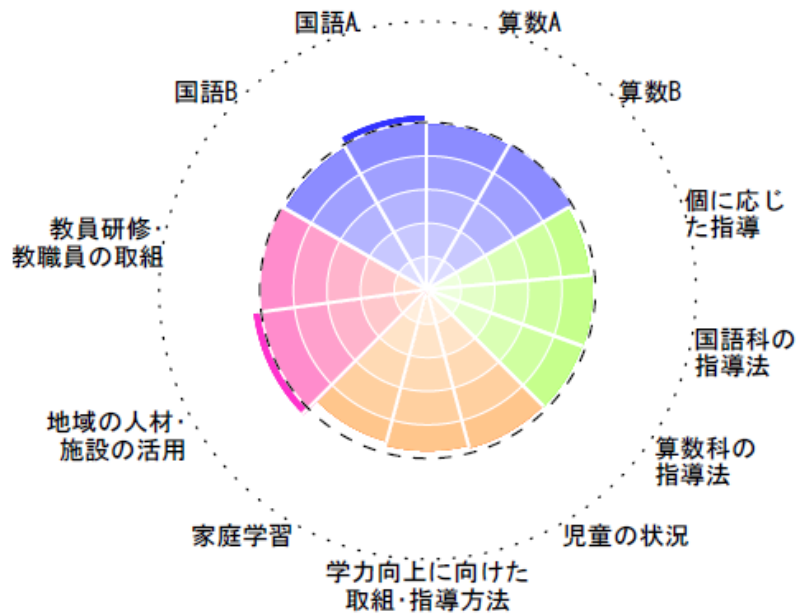 国語A
算数A
国語B
算数B
個に応じ
た指導
教員研修･
教職員の取組
国語科の
指導法
地域の人材･
施設の活用
算数科の
指導法
家庭学習
児童の状況
学力向上に向けた
取組･指導方法